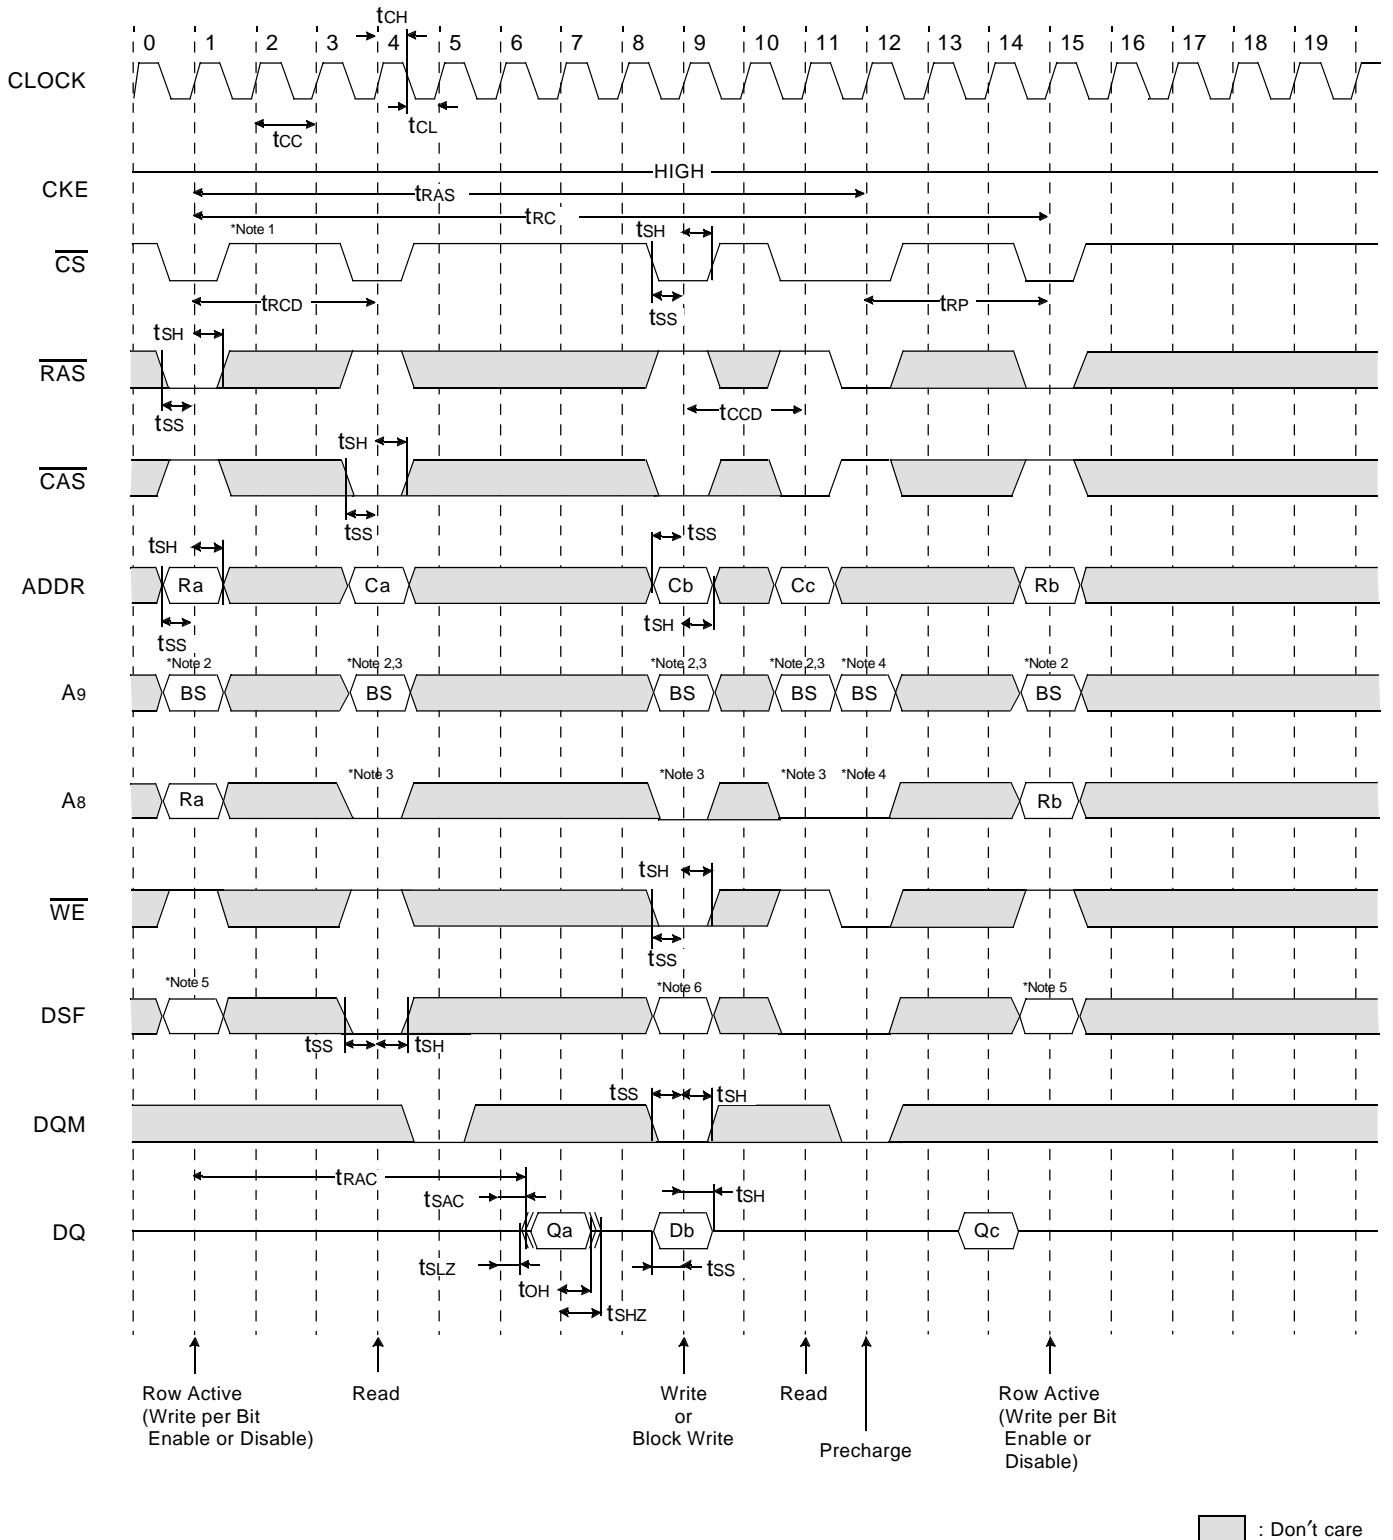 tCH
0 1 2 3 4 5 6 7 8 9 10 11 12 13 14 15 16 17 18 19
CLOCK
tCL
tCC
HIGH
CKE
tRAS
tRC
*Note 1
tSH
CS
tRCD
tRP
tSS
tSH
RAS
tCCD
tSS
tSH
CAS
tSS
tSS
tSH
ADDR
Ra Ca Cb Cc Rb
tSH
tSS
*Note 2 *Note 2,3 *Note 2,3 *Note 2,3 *Note 4 *Note 2
A9
BS BS BS BS BS BS
*Note 3 *Note 3 *Note 3 *Note 4
A8
Ra Rb
tSH
WE
tSS
*Note 5 *Note 6 *Note 5
DSF
tSS tSH
tSS tSH
DQM
tRAC
tSAC tSH
DQ
Qa Db Qc
tSLZ tSS
tOH
tSHZ
Row Active
(Write per Bit
Enable or Disable)
Read
Write
or
Block Write
Read
Precharge
Row Active
(Write per Bit
Enable or
Disable)
: Don′t care